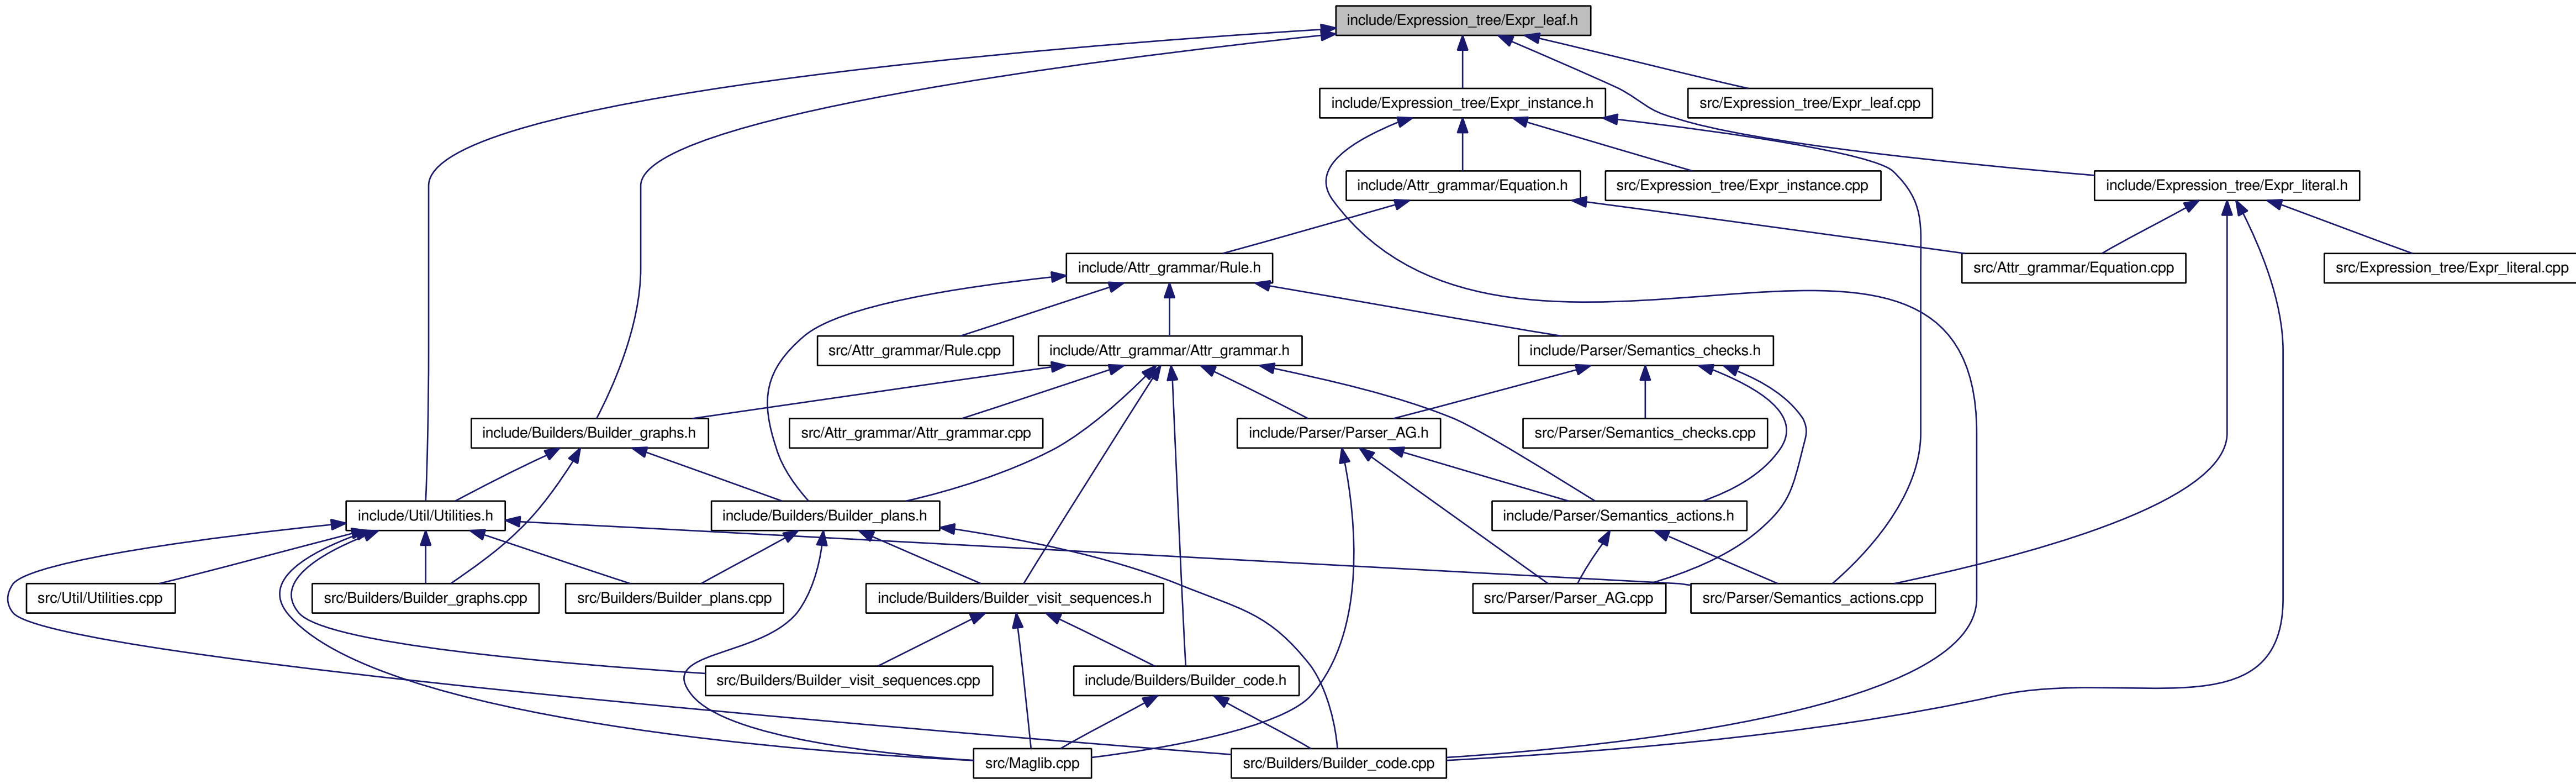 include/Expression_tree/Expr_leaf.h
include/Expression_tree/Expr_instance.h
src/Expression_tree/Expr_leaf.cpp
include/Attr_grammar/Equation.h
src/Expression_tree/Expr_instance.cpp
include/Expression_tree/Expr_literal.h
include/Attr_grammar/Rule.h
src/Attr_grammar/Equation.cpp
src/Expression_tree/Expr_literal.cpp
src/Attr_grammar/Rule.cpp
include/Attr_grammar/Attr_grammar.h
include/Parser/Semantics_checks.h
include/Builders/Builder_graphs.h
src/Attr_grammar/Attr_grammar.cpp
include/Parser/Parser_AG.h
src/Parser/Semantics_checks.cpp
include/Util/Utilities.h
include/Builders/Builder_plans.h
include/Parser/Semantics_actions.h
src/Util/Utilities.cpp
src/Builders/Builder_graphs.cpp
src/Builders/Builder_plans.cpp
include/Builders/Builder_visit_sequences.h
src/Parser/Parser_AG.cpp
src/Parser/Semantics_actions.cpp
src/Builders/Builder_visit_sequences.cpp
include/Builders/Builder_code.h
src/Maglib.cpp
src/Builders/Builder_code.cpp